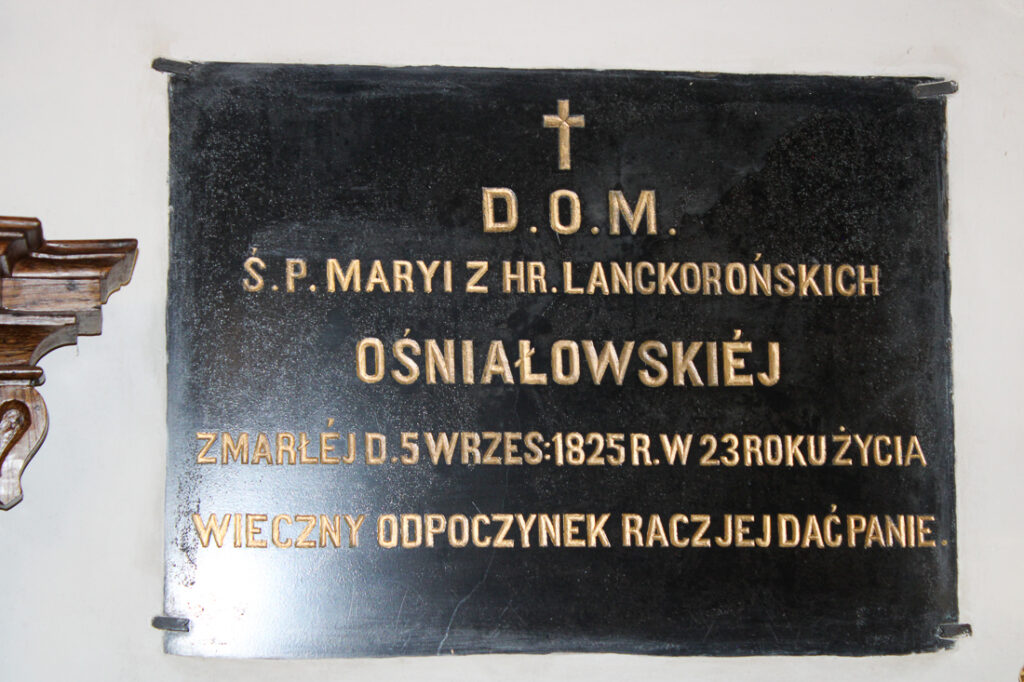 D.O.M.
Ś.P. MARYI Z HR. LANCKOROŃSKICH
OŚNIAŁOWSKIÉJ
ZMARŁÉJ D. 5 WRZES: 1825 R. W 23 ROKU ŻYCIA
WIECZNY ODPOCZYNEK RACZ JEJ DAĆ PANIE.